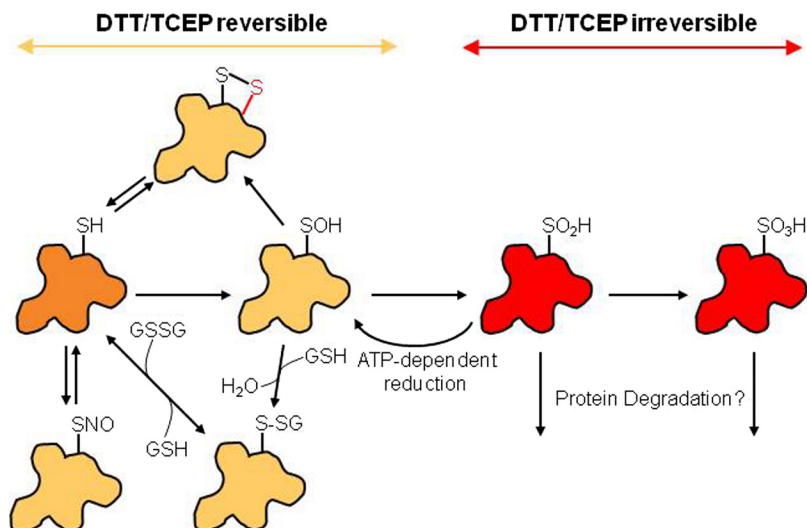 DTT/TCEP reversible
DTT/TCEP irreversible
S
S
SH
SOH
SO2H
SO3H
GSSG
GSH
H2O
ATP-dependent
reduction
Protein Degradation?
SNO
GSH
S-SG